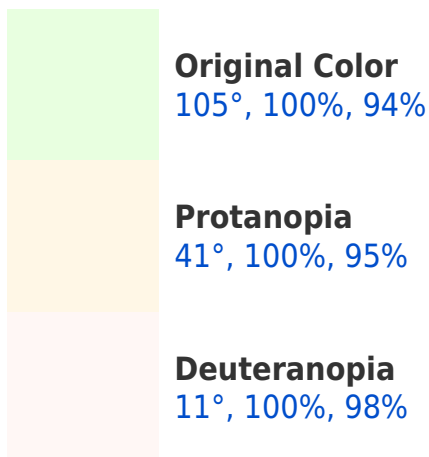 Original Color
105°, 100%, 94%
Protanopia
41°, 100%, 95%
Deuteranopia
11°, 100%, 98%